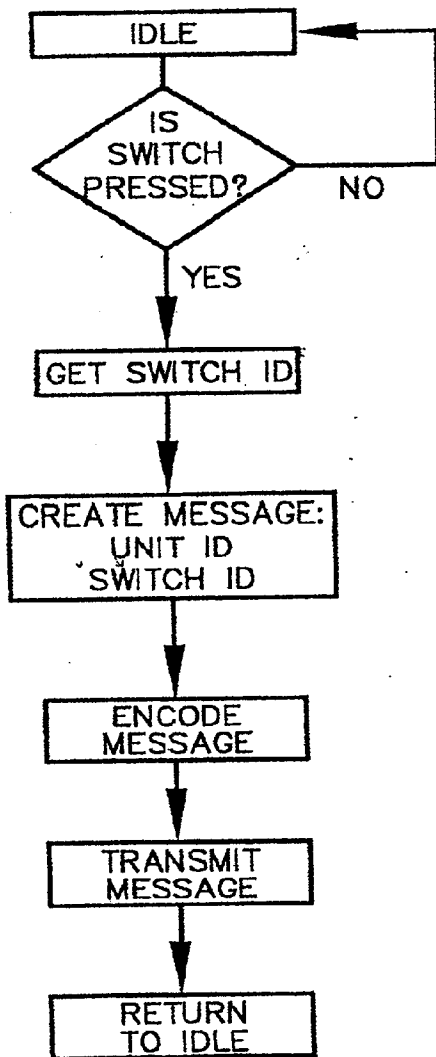 IDLE
IS
SWITCH
PRESSED?
NO
YES
GET SWITCH ID
CREATE MESSAGE:
UNIT ID
SWITCH ID
ENCODE
MESSAGE
TRANSMIT
MESSAGE
RETURN
TO IDLE